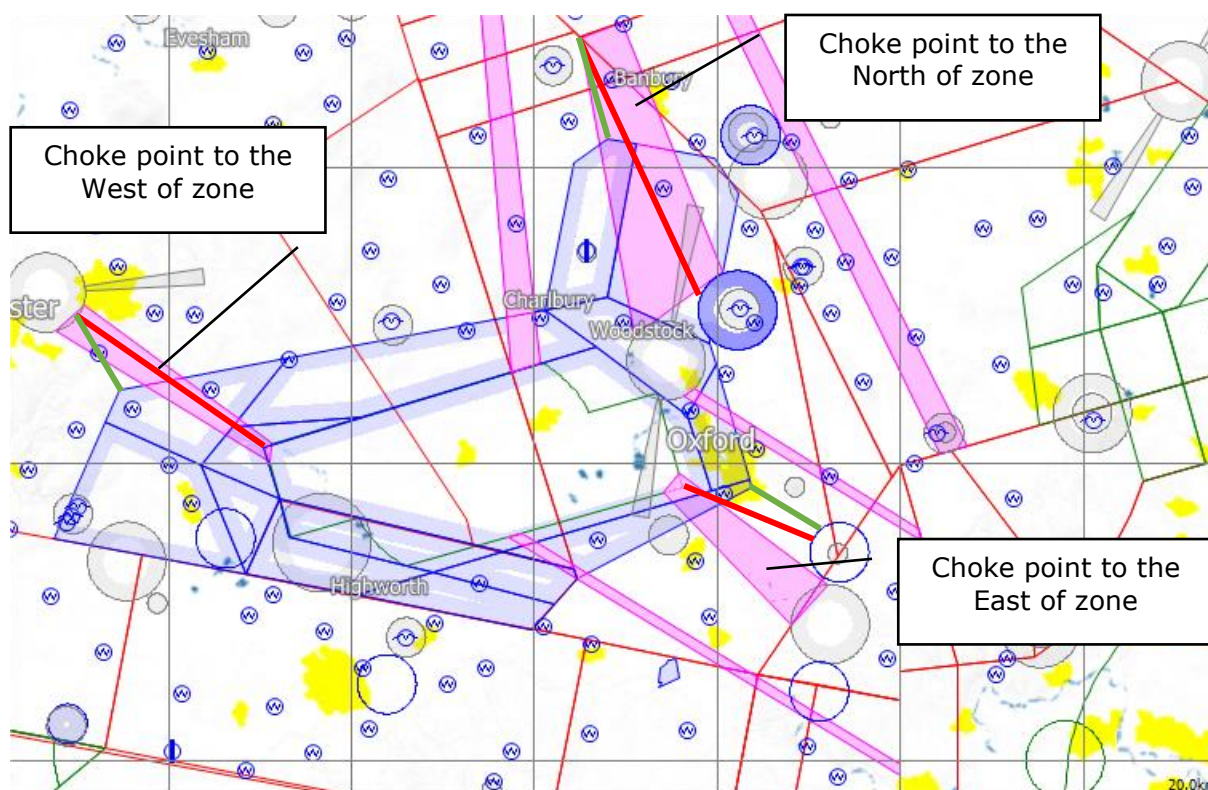 Evesham
Choke point to the
North of zone
Banbury
Choke point to the
West of zone
ster
Charlbury
Woodstock
Oxford
Highworth
Choke point to the
East of zone
20.0k